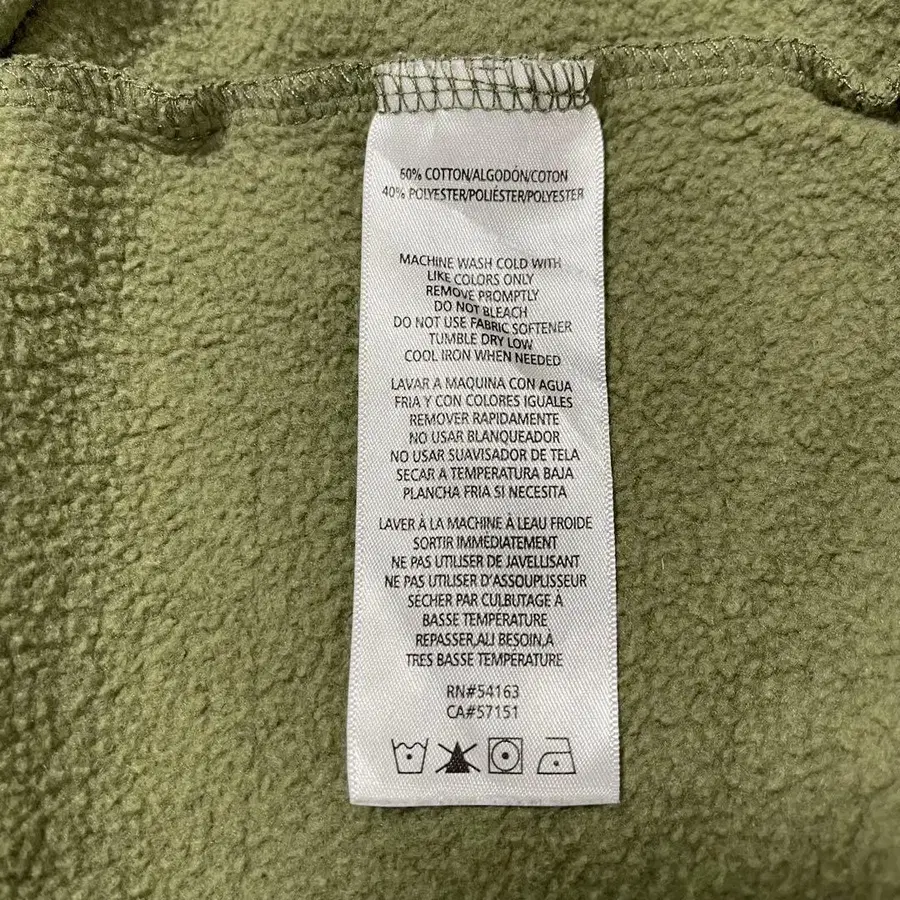 60% COTTON/ALGODÓN/COTON
40% POLYESTER/POLIÉSTER/POLYESTER
MACHINE WASH COLD WITH
LIKE COLORS ONLY
REMOVE PROMPTLY
DO NOT BLEACH
DO NOT USE FABRIC SOFTENER
TUMBLE DRY LOW
COOL IRON WHEN NEEDED
LAVAR A MAQUINA CON AGUA
FRIA Y CON COLORES IGUALES
REMOVER RAPIDAMENTE
NO USAR BLANQUEADOR
NO USAR SUAVISADOR DE TELA
SECAR A TEMPERATURA BAJA
PLANCHA FRIA SI NECESITA
LAVER À LA MACHINE À LEAU FROIDE
SORTIR IMMÉDIATEMENT
NE PAS UTILISER DE JAVELLISANT
NE PAS UTILISER D'ASSOUPLISSEUR
SECHER PAR CULBUTAGE À
BASSE TEMPÉRATURE
REPASSER,ALI BESOIN,À
TRES BASSE TEMPÉRATURE
RN#54163
CA#57151